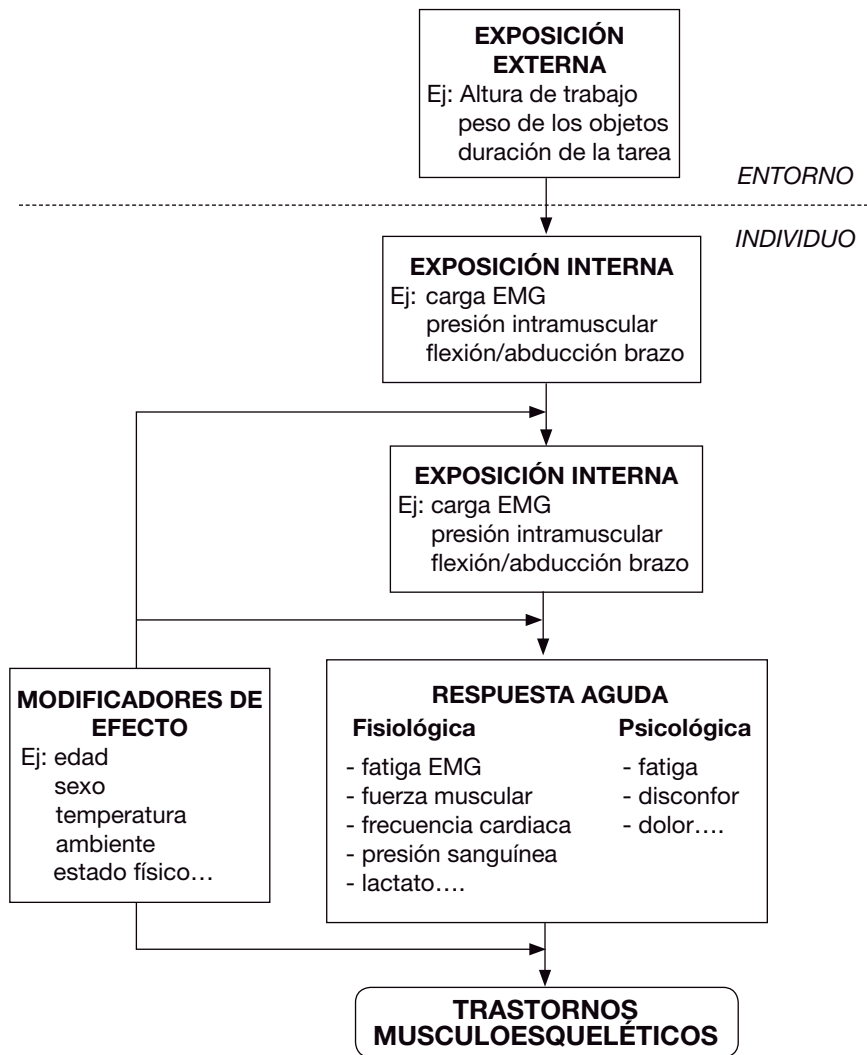 EXPOSICIÓN
EXTERNA
Ej: Altura de trabajo
peso de los objetos
duración de la tarea
ENTORNO
INDIVIDUO
EXPOSICIÓN INTERNA
Ej: carga EMG
presión intramuscular
flexión/abducción brazo
EXPOSICIÓN INTERNA
Ej: carga EMG
presión intramuscular
flexión/abducción brazo
MODIFICADORES DE
EFECTO
Ej: edad
sexo
temperatura
ambiente
estado físico…
RESPUESTA AGUDA
Fisiológica
- fatiga EMG
- fuerza muscular
- frecuencia cardiaca
- presión sanguínea
- lactato….
Psicológica
- fatiga
- disconfor
- dolor….
TRASTORNOS
MUSCULOESQUELÉTICOS